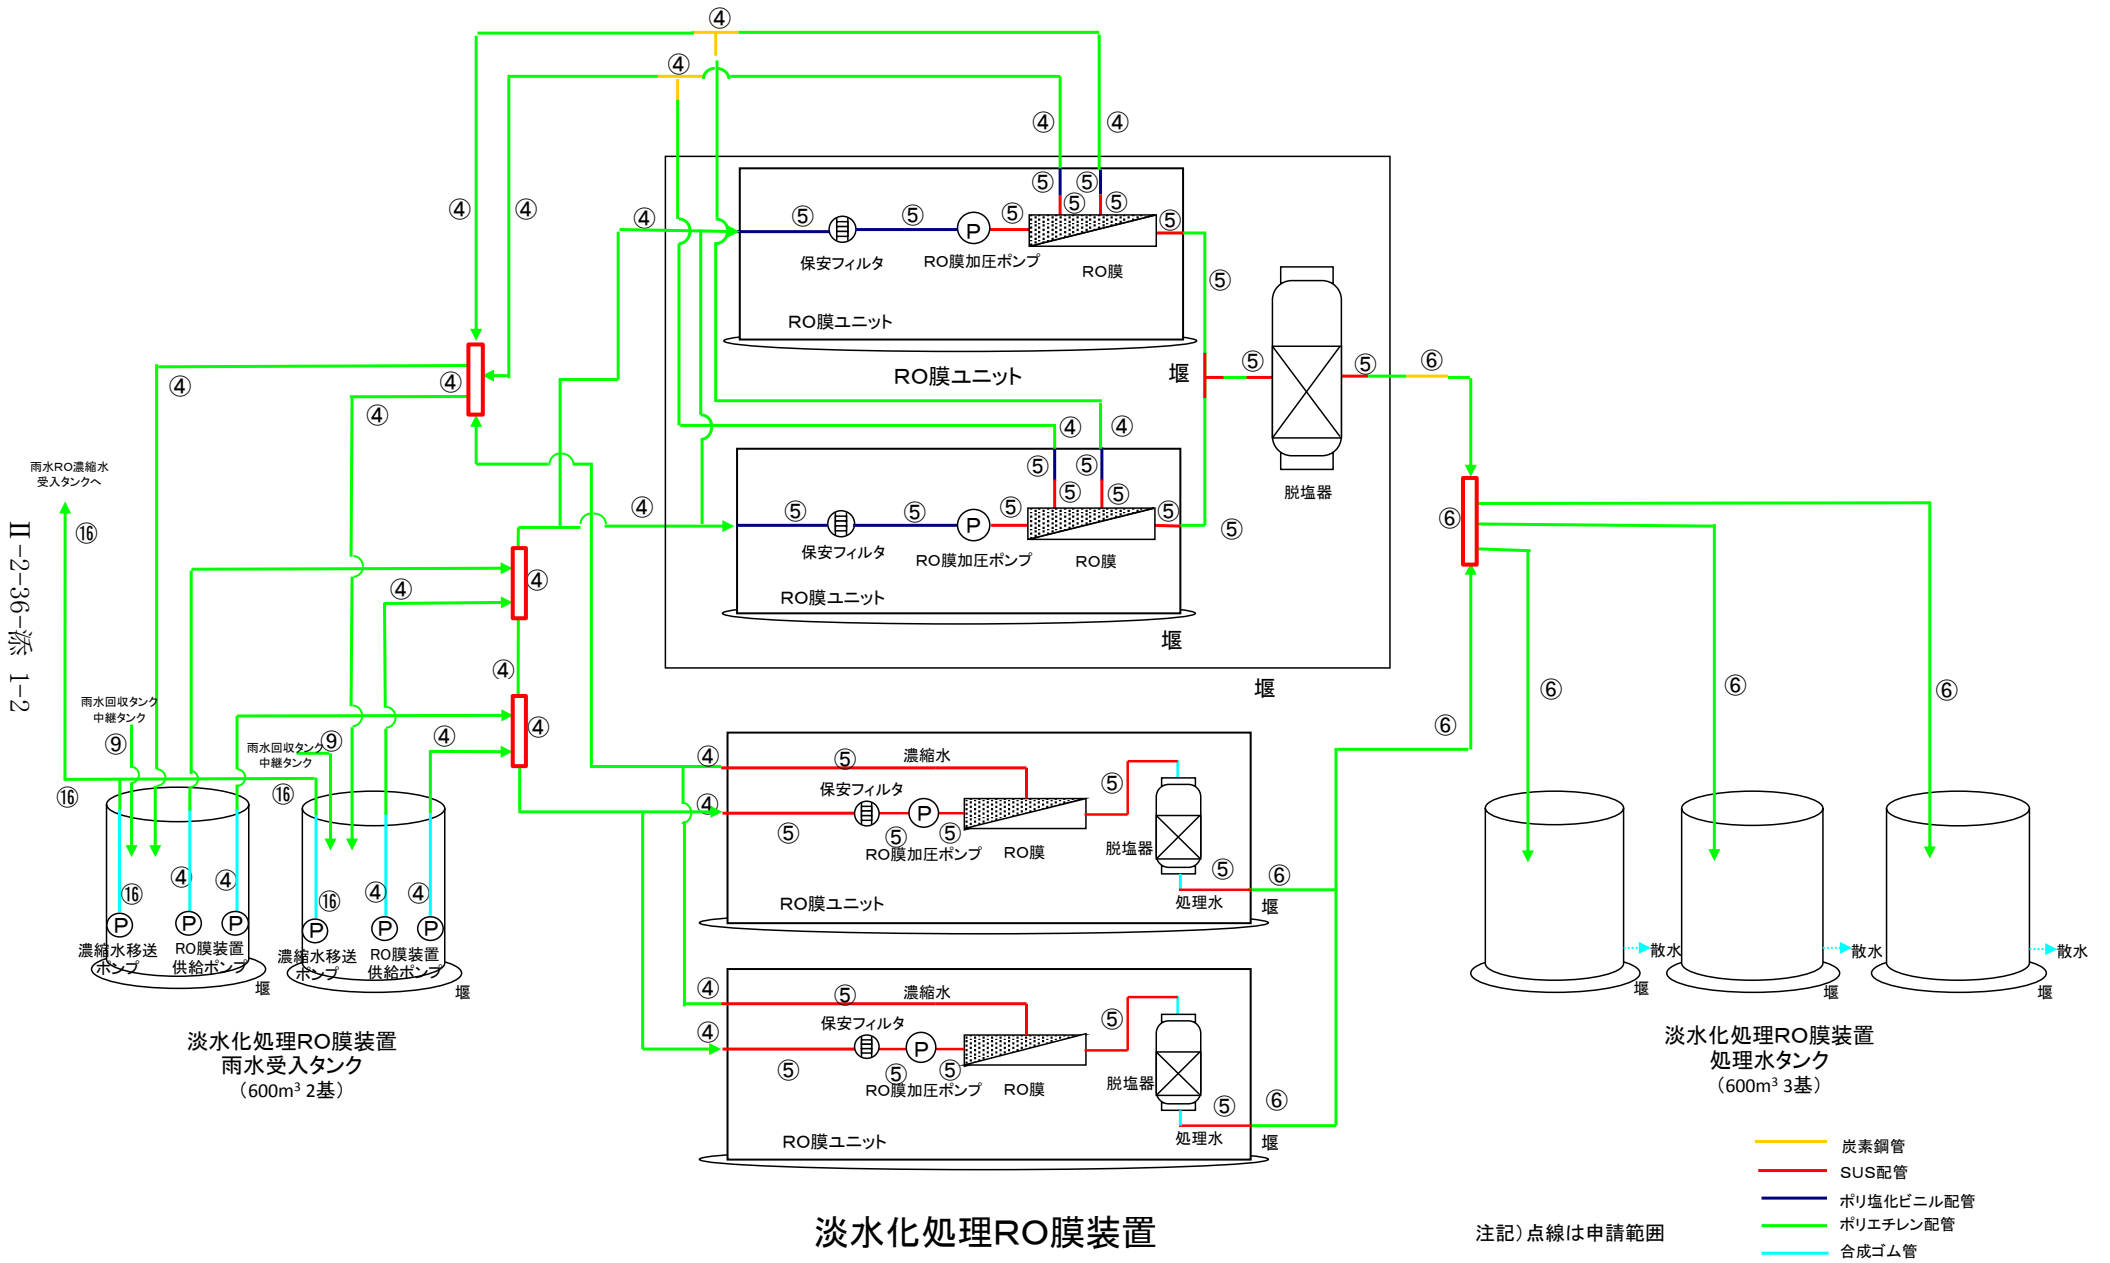 ④
④
④
④
④
④
④
⑤
⑤
⑤
⑤
⑤
⑤
⑤
⑤
P
保安フィルタ
RO膜加圧ポンプ
RO膜
⑤
RO膜ユニット
RO膜ユニット
堰
⑤
⑤
⑥
④
④
④
④
④
⑤
⑤
⑤
⑤
⑤
⑤
⑤
⑤
P
保安フィルタ
RO膜加圧ポンプ
RO膜
⑤
脱塩器
RO膜ユニット
堰
堰
④
雨水RO濃縮水
受入タンクへ
⑯
④
④
④
④
④
雨水回収タンク
中継タンク
⑨
雨水回収タンク
中継タンク
⑨
⑯
⑯
⑯
④
④
⑯
④
④
P
P
P
P
P
P
濃縮水移送
ポンプ
RO膜装置
供給ポンプ
堰
濃縮水移送
ポンプ
RO膜装置
供給ポンプ
堰
淡水化処理RO膜装置
雨水受入タンク
（600m³ 2基）
④
⑤
濃縮水
④
保安フィルタ
⑤
⑤
⑤
P
RO膜加圧ポンプ
RO膜
⑤
脱塩器
⑤
処理水
RO膜ユニット
⑥
堰
④
⑤
濃縮水
④
保安フィルタ
⑤
⑤
⑤
P
RO膜加圧ポンプ
RO膜
⑤
脱塩器
⑤
処理水
RO膜ユニット
⑥
堰
⑥
⑥
⑥
⑥
⑥
散水
散水
散水
堰
堰
堰
淡水化処理RO膜装置
処理水タンク
（600m³ 3基）
炭素鋼管
SUS配管
ポリ塩化ビニル配管
ポリエチレン配管
合成ゴム管
注記）点線は申請範囲
淡水化処理RO膜装置
Ⅱ-2-36-添 1-2